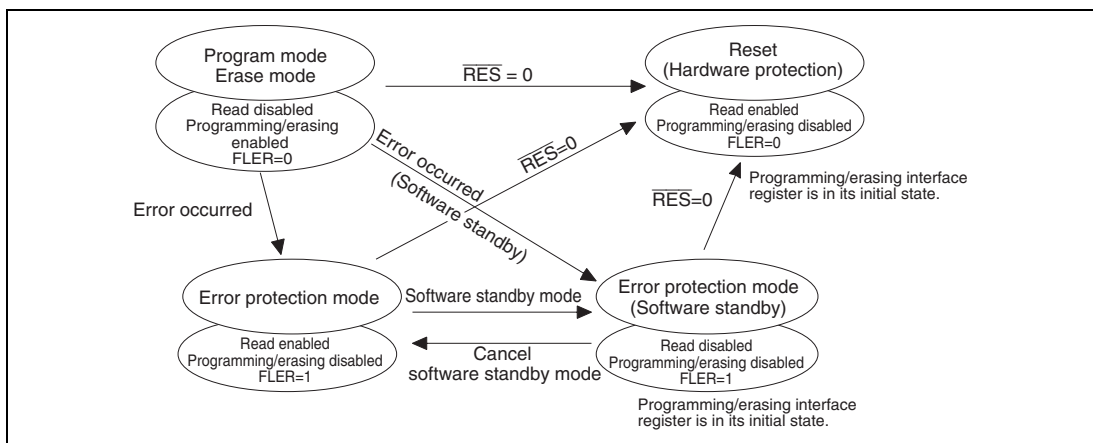 Program mode
Erase mode
Read disabled
Programming/erasing
enabled
FLER=0
RES = 0
Reset
(Hardware protection)
Read enabled
Programming/erasing disabled
FLER=0
Programming/erasing interface
register is in its initial state.
Error occurred
Error occurred
(Software standby)
RES=0
RES=0
Error protection mode
Read enabled
Programming/erasing disabled
FLER=1
Software standby mode
Cancel
software standby mode
Error protection mode
(Software standby)
Read disabled
Programming/erasing disabled
FLER=1
Programming/erasing interface
register is in its initial state.